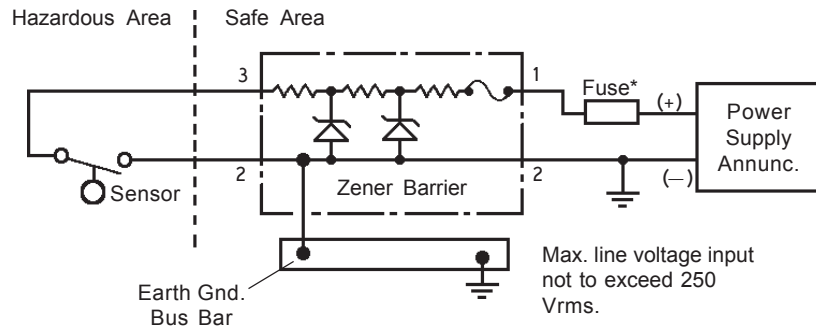 Hazardous Area
Safe Area
3
1
Fuse*
(+)
Power
Supply
Annunc.
Sensor
2
Zener Barrier
2
(—)
Earth Gnd.
Bus Bar
Max. line voltage input
not to exceed 250
Vrms.